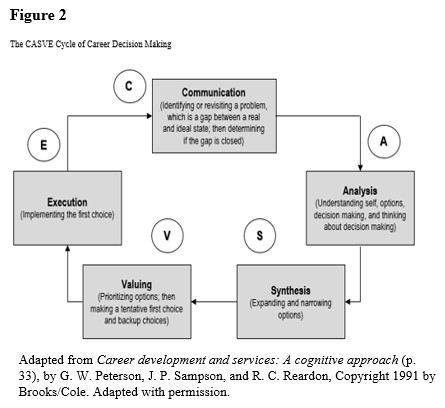 Figure 2
The CASVE Cycle of Career Decision Making
C
Communication
(Identifying or revisiting a problem,
which is a gap between a real
and ideal state; then determining
if the gap is closed)
E
A
Execution
(Implementing the first choice)
Analysis
(Understanding self, options,
decision making, and thinking
about decision making)
V
S
Valuing
(Prioritizing options; then
making a tentative first choice
and backup choices)
Synthesis
(Expanding and narrowing
options)
Adapted from Career development and services: A cognitive approach (p.
33), by G. W. Peterson, J. P. Sampson, and R. C. Reardon, Copyright 1991 by
Brooks/Cole. Adapted with permission.